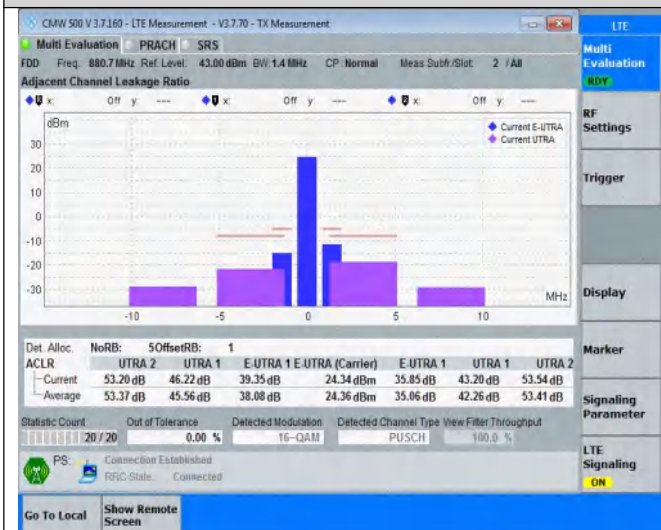 CMW 500 V 3.7.160 - LTE Measurement - V3.7.70 - TX Measurement
LTE
Multi Evaluation PRACH SRS
Multi Evaluation
RDY
FDD Freq.: 880.7 MHz Ref. Level: 43.00 dBm BW: 1.4 MHz CP: Normal Meas Subfr./Slot: 2 / All
Adjacent Channel Leakage Ratio
x: Off y: --- x: Off y: --- x: Off y: ---
dBm
Current E-UTRA
Current UTRA
30
20
10
0
-10
-20
-30
MHz
-10 -5 0 5 10
RF Settings
Trigger
Display
Marker
Signaling Parameter
LTE Signaling
ON
Det. Alloc. NoRB: 5 OffsetRB: 1
ACLR UTRA 2 UTRA 1 E-UTRA 1 E-UTRA (Carrier) E-UTRA 1 UTRA 1 UTRA 2
Current 53.20 dB 46.22 dB 39.35 dB 24.34 dBm 35.85 dB 43.20 dB 53.54 dB
Average 53.37 dB 45.56 dB 38.08 dB 24.36 dBm 35.06 dB 42.26 dB 53.41 dB
Statistic Count Out of Tolerance Detected Modulation Detected Channel Type View Filter Throughput
20 / 20 0.00 % 16-QAM PUSCH 100.0 %
PS: Connection Established
RRC State: Connected
Go To Local
Show Remote Screen